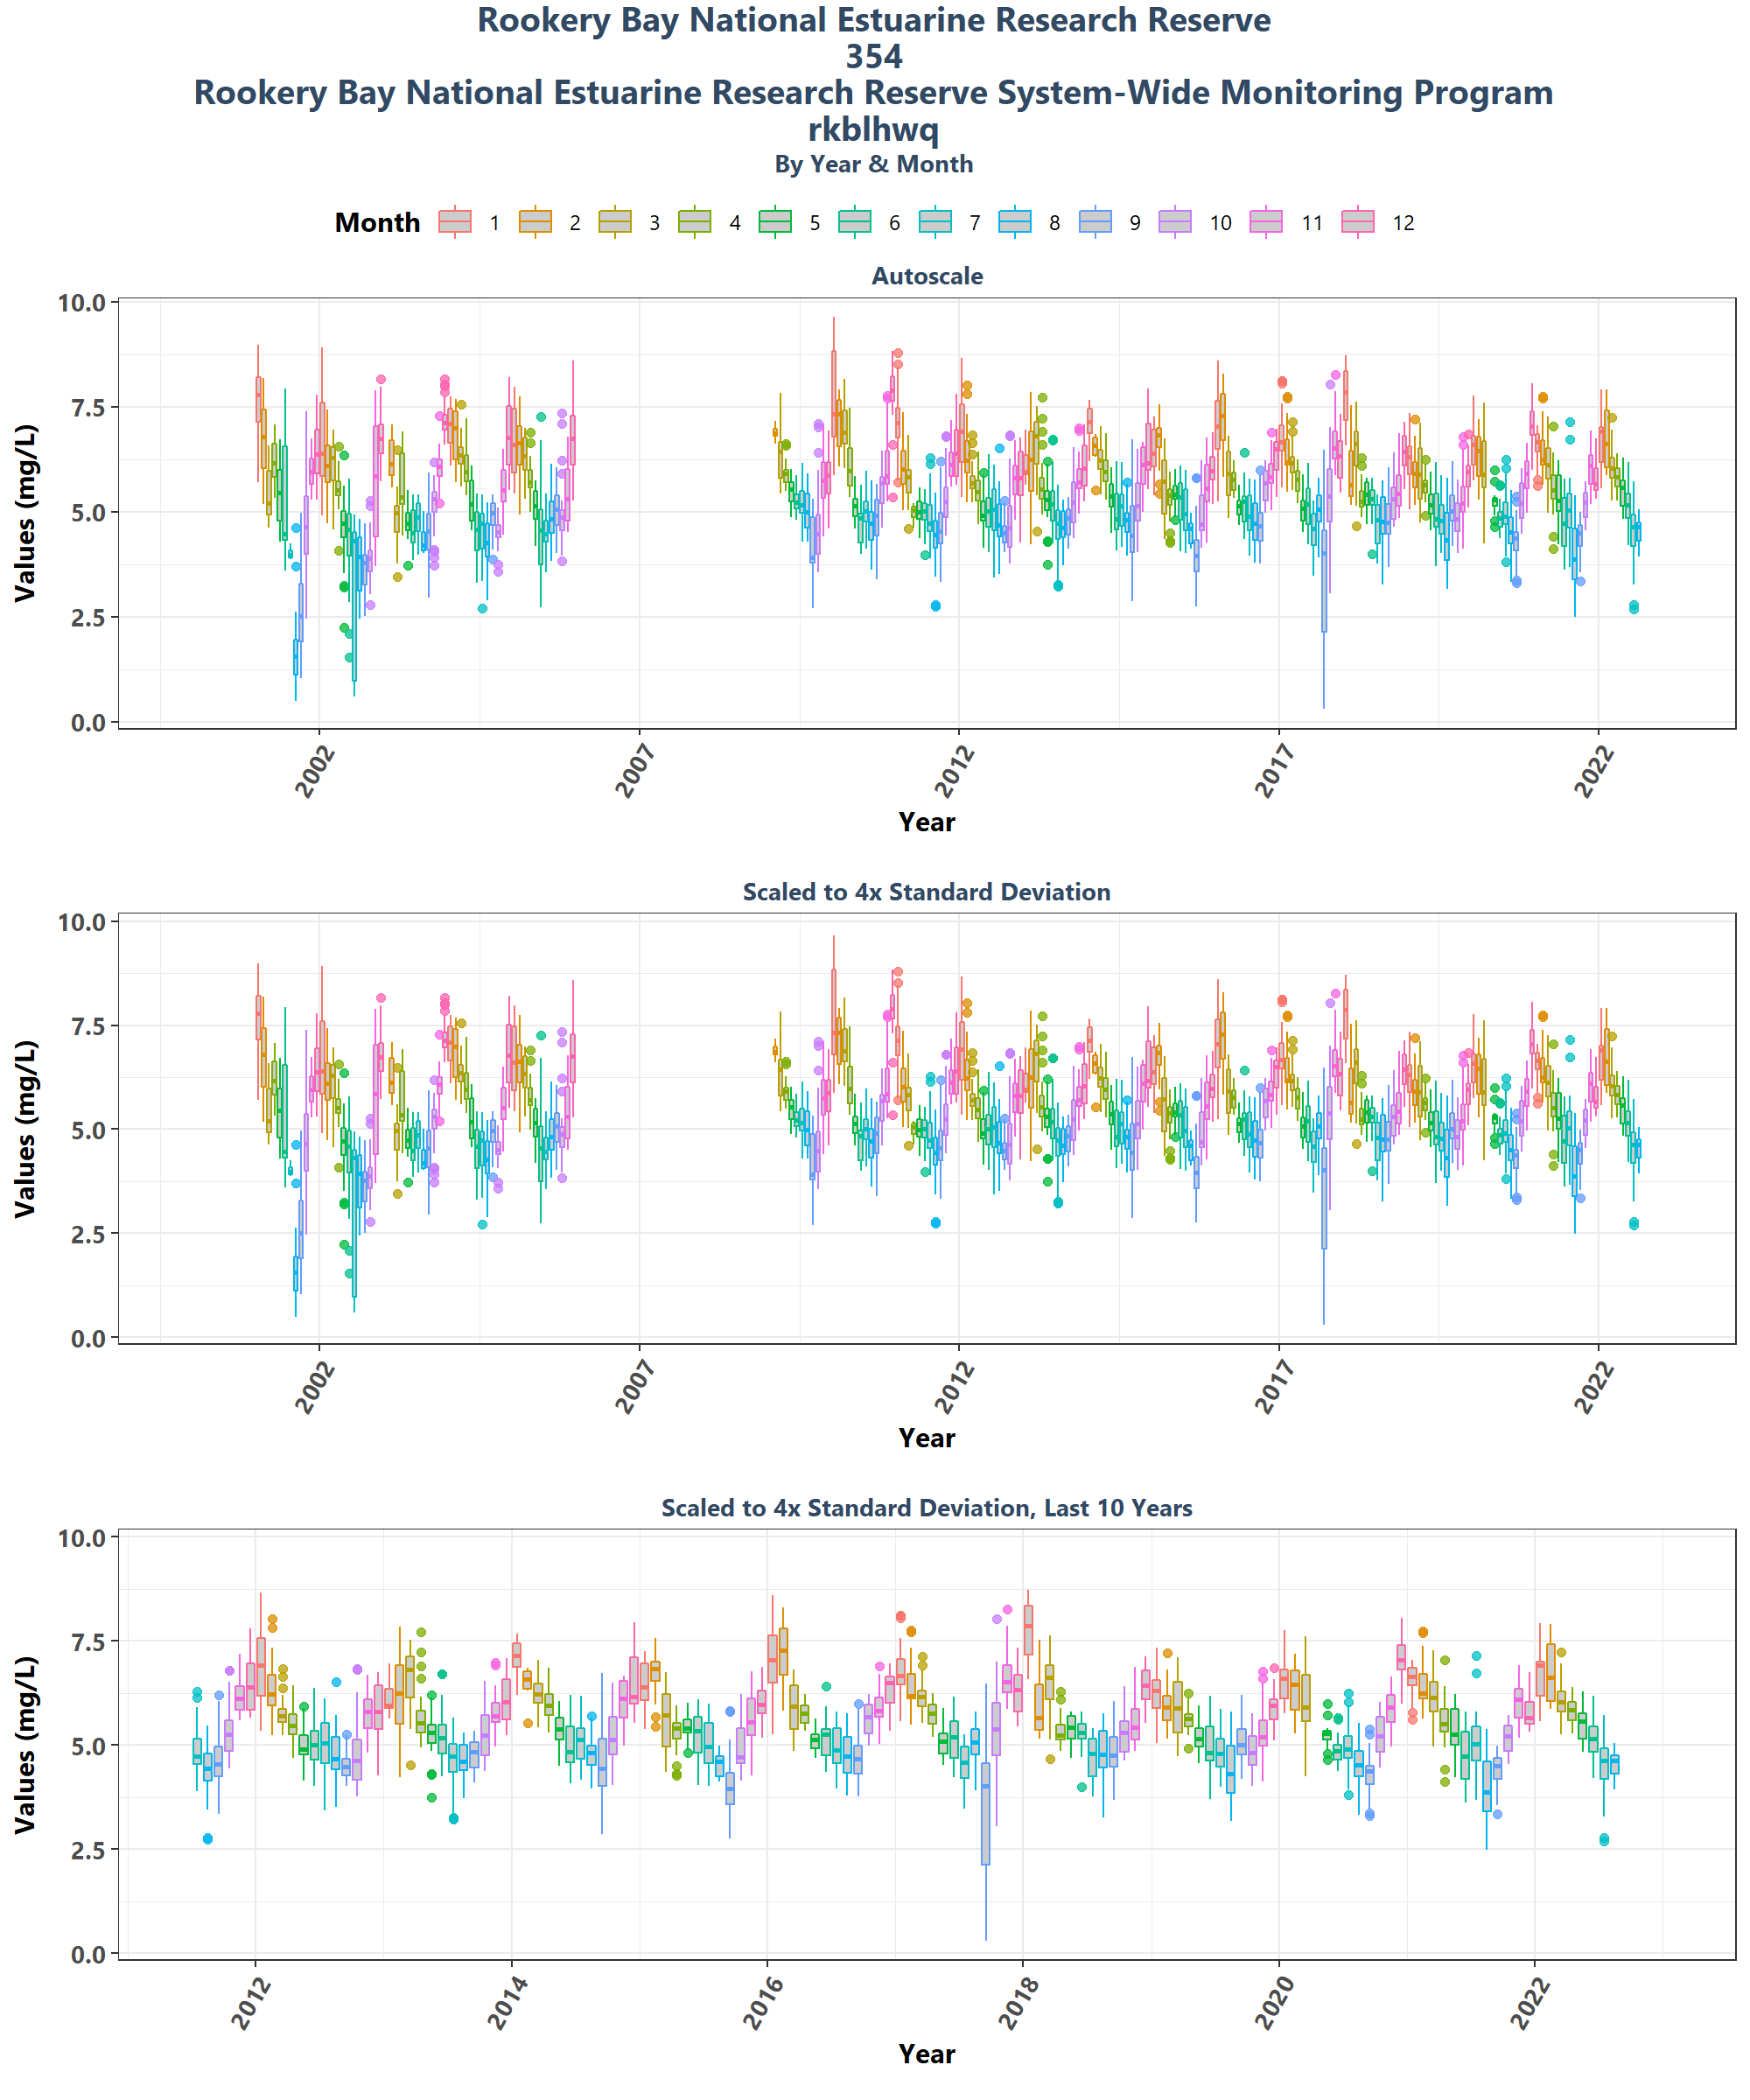 Rookery Bay National Estuarine Research Reserve
354
Rookery Bay National Estuarine Research Reserve System-Wide Monitoring Program
rkblhwq
By Year & Month
Month 1 2 3 4 5 6 7 8 9 10 11 12
Autoscale
Values (mg/L)
10.0
7.5
5.0
2.5
0.0
2002 2007 2012 2017 2022
Year
Scaled to 4x Standard Deviation
Values (mg/L)
10.0
7.5
5.0
2.5
0.0
2002 2007 2012 2017 2022
Year
Scaled to 4x Standard Deviation, Last 10 Years
Values (mg/L)
10.0
7.5
5.0
2.5
0.0
2012 2014 2016 2018 2020 2022
Year